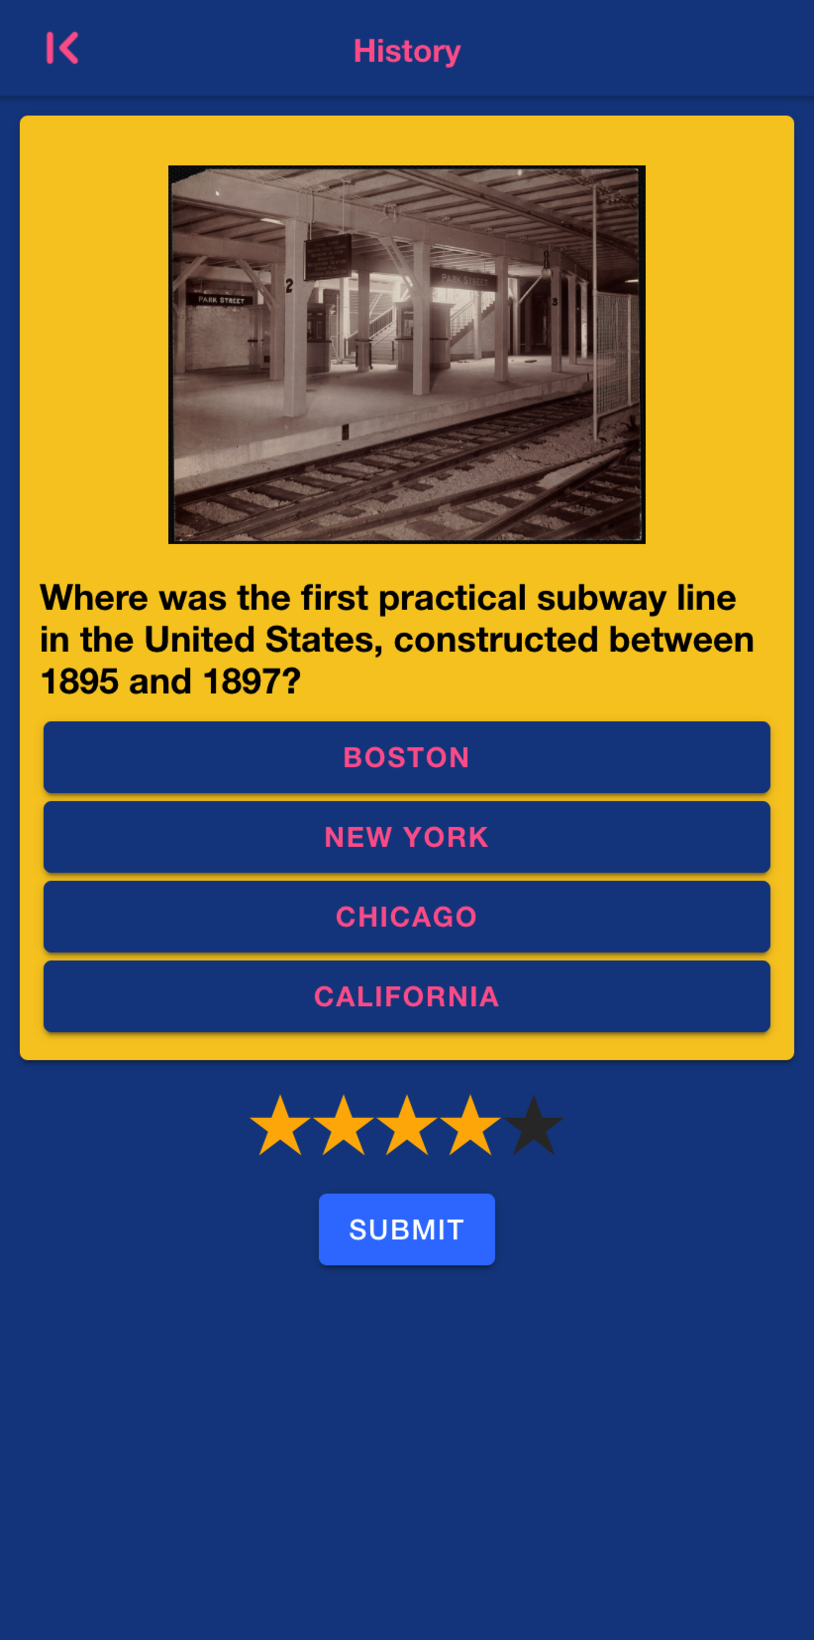 History
PARK STREET
PARK STREET
2
3
Where was the first practical subway line
in the United States, constructed between
1895 and 1897?
BOSTON
NEW YORK
CHICAGO
CALIFORNIA
SUBMIT